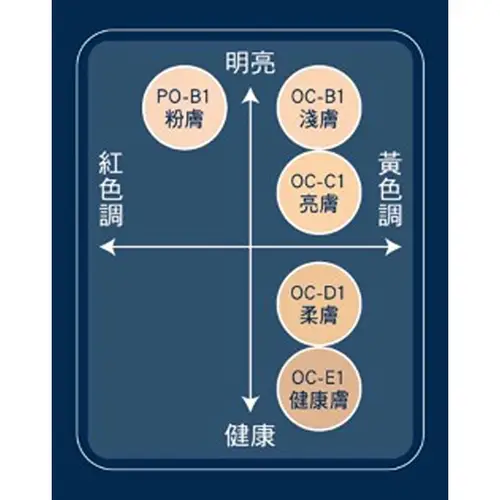 明亮
PO-B1
粉膚
OC-B1
淺膚
紅色調
黃色調
OC-C1
亮膚
OC-D1
柔膚
OC-E1
健康膚
健康